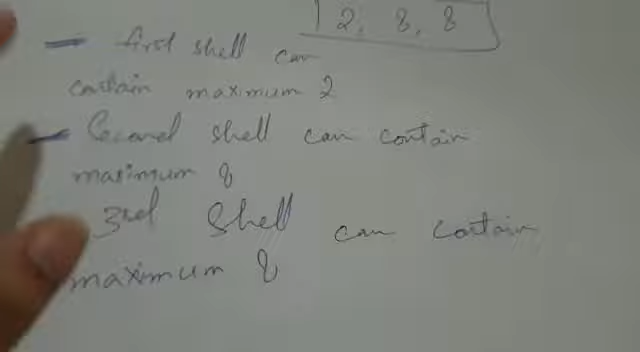 2, 8, 8
first shell can
contain maximum 2
Second shell can contain
maximum 8
3rd Shell can contain
maximum 8